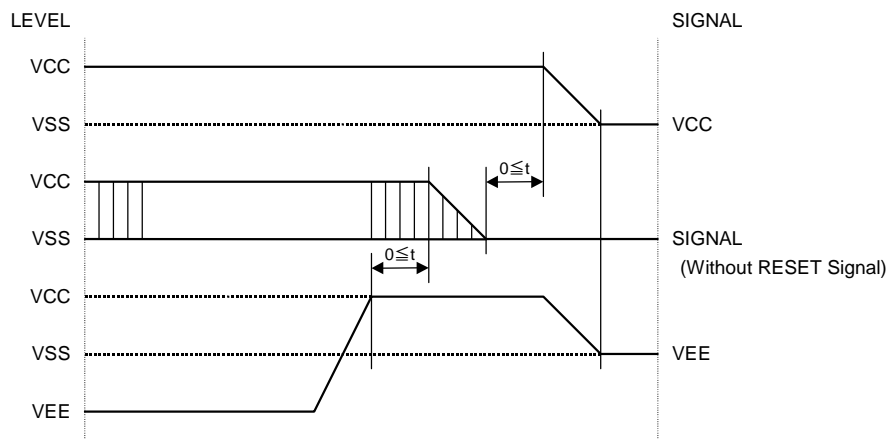 LEVEL SIGNAL
VCC
VSS VCC
0≦t
VCC
VSS SIGNAL
(Without RESET Signal)
0≦t
VCC
VSS VEE
VEE